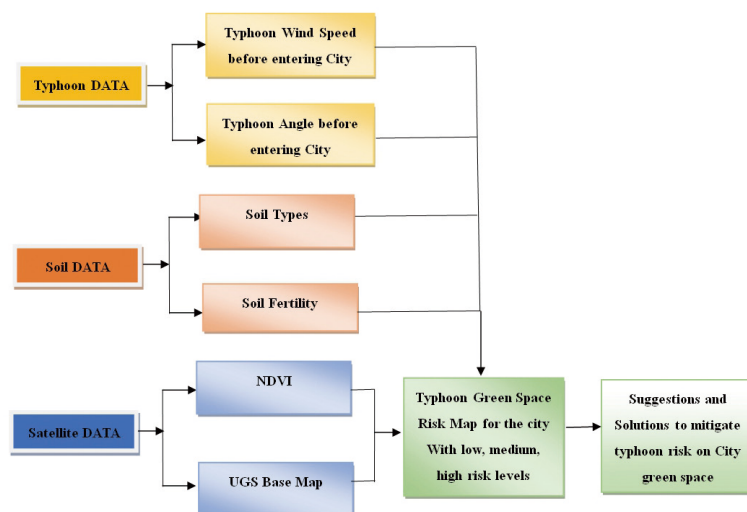 Typhoon DATA
Typhoon Wind Speed
before entering City
Typhoon Angle before
entering City
Soil DATA
Soil Types
Soil Fertility
Satellite DATA
NDVI
UGS Base Map
Typhoon Green Space
Risk Map for the city
With low, medium,
high risk levels
Suggestions and
Solutions to mitigate
typhoon risk on City
green space